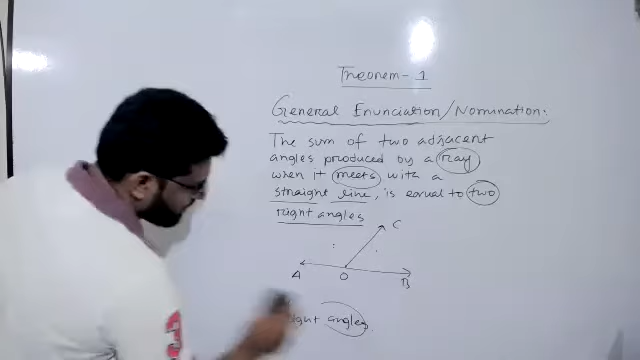 Theorem - 1
General Enunciation/Nomination.
The sum of two adjacent
angles produced by a ray
when it meets with a
straight line, is equal to two
right angles
C
A O B
angles